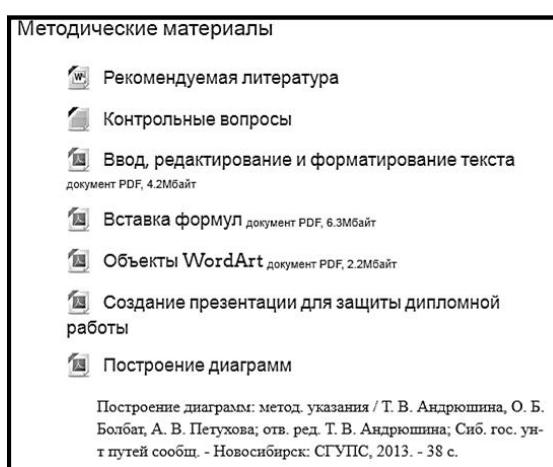 Методические материалы
Рекомендуемая литература
Контрольные вопросы
Ввод, редактирование и форматирование текста
документ PDF, 4.2Мбайт
Вставка формул документ PDF, 6.3Мбайт
Объекты WordArt документ PDF, 2.2Мбайт
Создание презентации для защиты дипломной
работы
Построение диаграмм
Построение диаграмм: метод. указания / Т. В. Андрюшина, О. Б.
Болбат, А. В. Петухова; отв. ред. Т. В. Андрюшина; Сиб. гос. ун-
т путей сообщ. - Новосибирск: СГУПС, 2013. - 38 с.